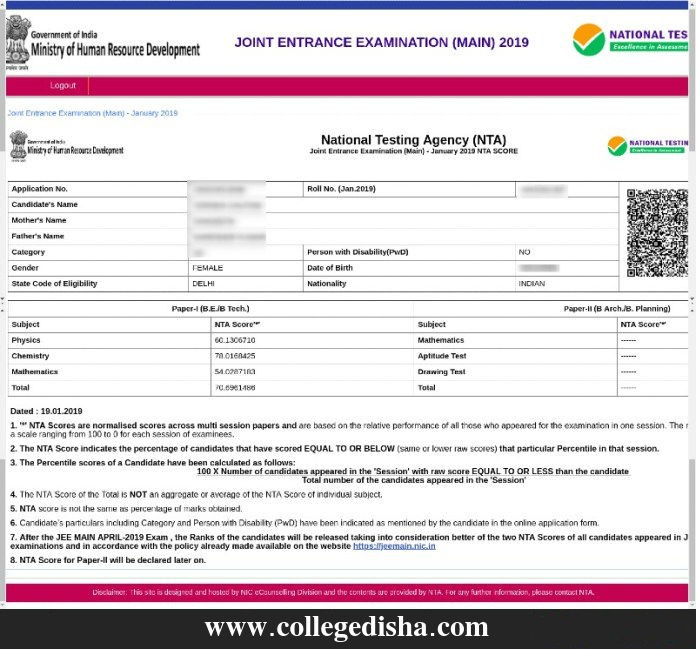 Government of India
Ministry of Human Resource Development
JOINT ENTRANCE EXAMINATION (MAIN) 2019
NATIONAL TES
Excellence in Assessme
Logout
Joint Entrance Examination (Main) - January 2019
Government of India
Ministry of Human Resource Development
National Testing Agency (NTA)
Joint Entrance Examination (Main) - January 2019 NTA SCORE
NATIONAL TESTIN
Application No. Roll No. (Jan.2019)
Candidate's Name
Mother's Name
Father's Name
Category Person with Disability(PwD) NO
Gender FEMALE Date of Birth
State Code of Eligibility DELHI Nationality INDIAN
Paper-I (B.E./B Tech.) Paper-II (B Arch./B. Planning)
Subject NTA Score'*' Subject NTA Score'*'
Physics 60.1306710 Mathematics ------
Chemistry 78.0168425 Aptitude Test ------
Mathematics 54.0287183 Drawing Test ------
Total 70.6961486 Total ------
Dated : 19.01.2019
1. '*' NTA Scores are normalised scores across multi session papers and are based on the relative performance of all those who appeared for the examination in one session. The
a scale ranging from 100 to 0 for each session of examinees.
2. The NTA Score indicates the percentage of candidates that have scored EQUAL TO OR BELOW (same or lower raw scores) that particular Percentile in that session.
3. The Percentile scores of a Candidate have been calculated as follows:
100 X Number of candidates appeared in the 'Session' with raw score EQUAL TO OR LESS than the candidate
Total number of the candidates appeared in the 'Session'
4. The NTA Score of the Total is NOT an aggregate or average of the NTA Score of individual subject.
5. NTA score is not the same as percentage of marks obtained.
6. Candidate's particulars including Category and Person with Disability (PwD) have been indicated as mentioned by the candidate in the online application form.
7. After the JEE MAIN APRIL-2019 Exam , the Ranks of the candidates will be released taking into consideration better of the two NTA Scores of all candidates appeared in J
examinations and in accordance with the policy already made available on the website https://jeemain.nic.in
8. NTA Score for Paper-II will be declared later on.
Disclaimer: This site is designed and hosted by NIC eCounselling Division and the contents are provided by NTA. For any further information, please contact NTA.
www.collegedisha.com